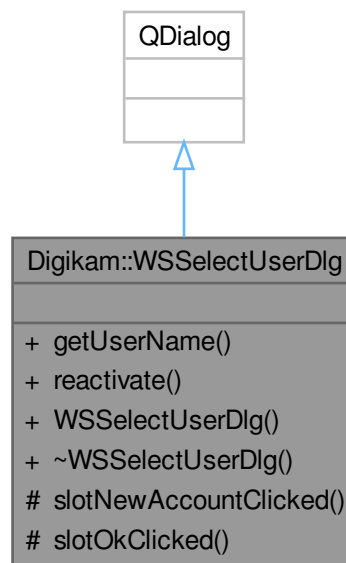 QDialog
Digikam::WSSelectUserDlg
+ getUserName()
+ reactivate()
+ WSSelectUserDlg()
+ ~WSSelectUserDlg()
# slotNewAccountClicked()
# slotOkClicked()